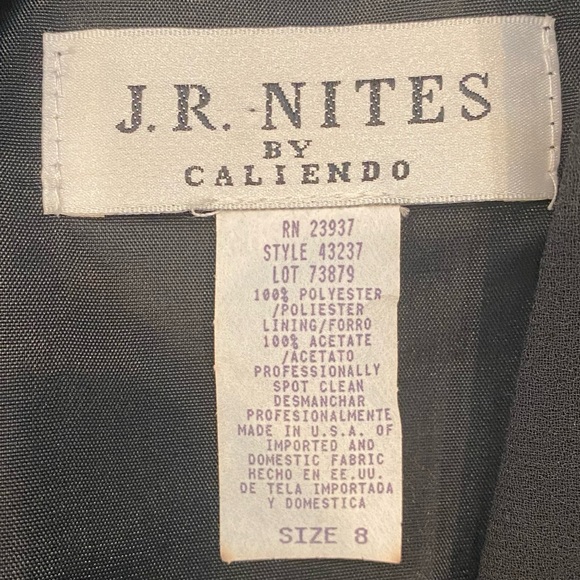 J.R. NITES
BY
CALIENDO
RN 23937
STYLE 43237
LOT 73879
100% POLYESTER
/POLIESTER
LINING/FORRO
100% ACETATE
/ACETATO
PROFESSIONALLY
SPOT CLEAN
DESMANCHAR
PROFESIONALMENTE
MADE IN U.S.A. OF
IMPORTED AND
DOMESTIC FABRIC
HECHO EN EE.UU.
DE TELA IMPORTADA
Y DOMESTICA
SIZE 8